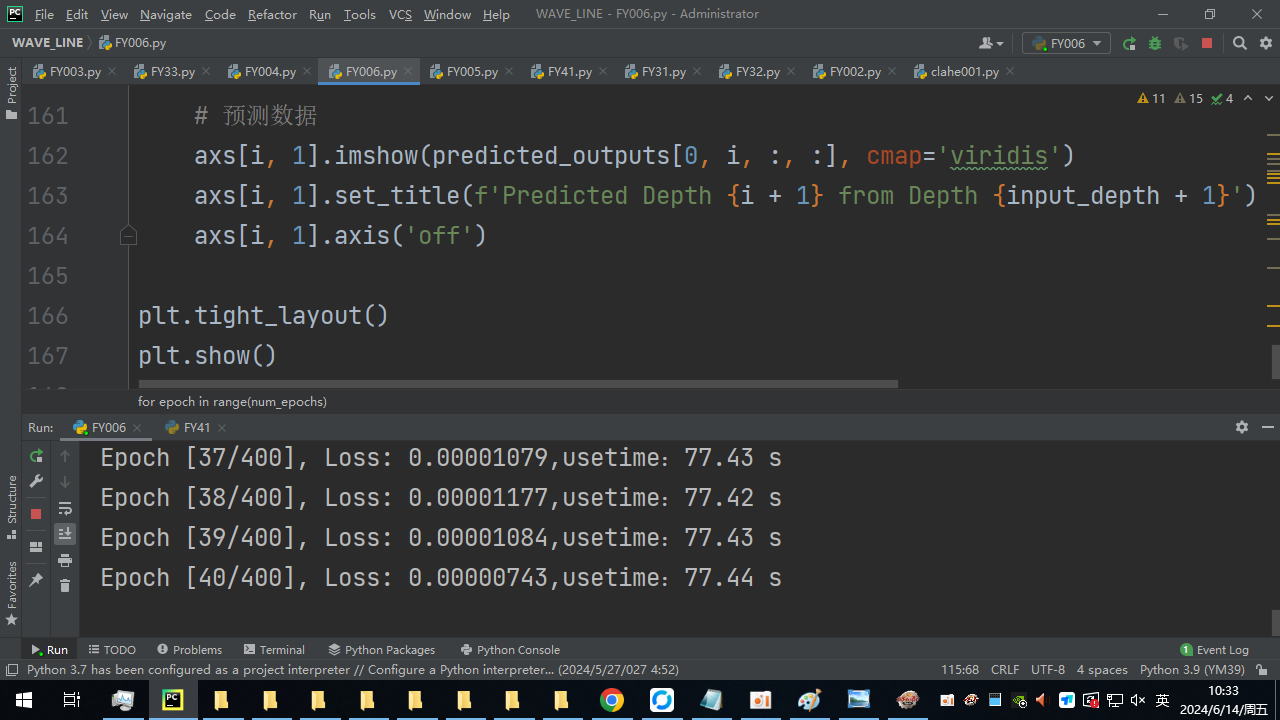 File Edit View Navigate Code Refactor Run Tools VCS Window Help WAVE_LINE - FY006.py - Administrator
WAVE_LINE FY006.py FY006
FY003.py FY33.py FY004.py FY006.py FY005.py FY41.py FY31.py FY32.py FY002.py clahe001.py
Project
11 15 4
161 # 预测数据
162 axs[i, 1].imshow(predicted_outputs[0, i, :, :], cmap='viridis')
163 axs[i, 1].set_title(f'Predicted Depth {i + 1} from Depth {input_depth + 1}')
164 axs[i, 1].axis('off')
165
166 plt.tight_layout()
167 plt.show()
for epoch in range(num_epochs)
Run: FY006 FY41
Epoch [37/400], Loss: 0.00001079,usetime：77.43 s
Epoch [38/400], Loss: 0.00001177,usetime：77.42 s
Epoch [39/400], Loss: 0.00001084,usetime：77.43 s
Epoch [40/400], Loss: 0.00000743,usetime：77.44 s
Structure
Favorites
Run TODO Problems Terminal Python Packages Python Console 1 Event Log
Python 3.7 has been configured as a project interpreter // Configure a Python interpreter... (2024/5/27/027 4:52) 115:68 CRLF UTF-8 4 spaces Python 3.9 (YM39)
英 10:33
2024/6/14/周五